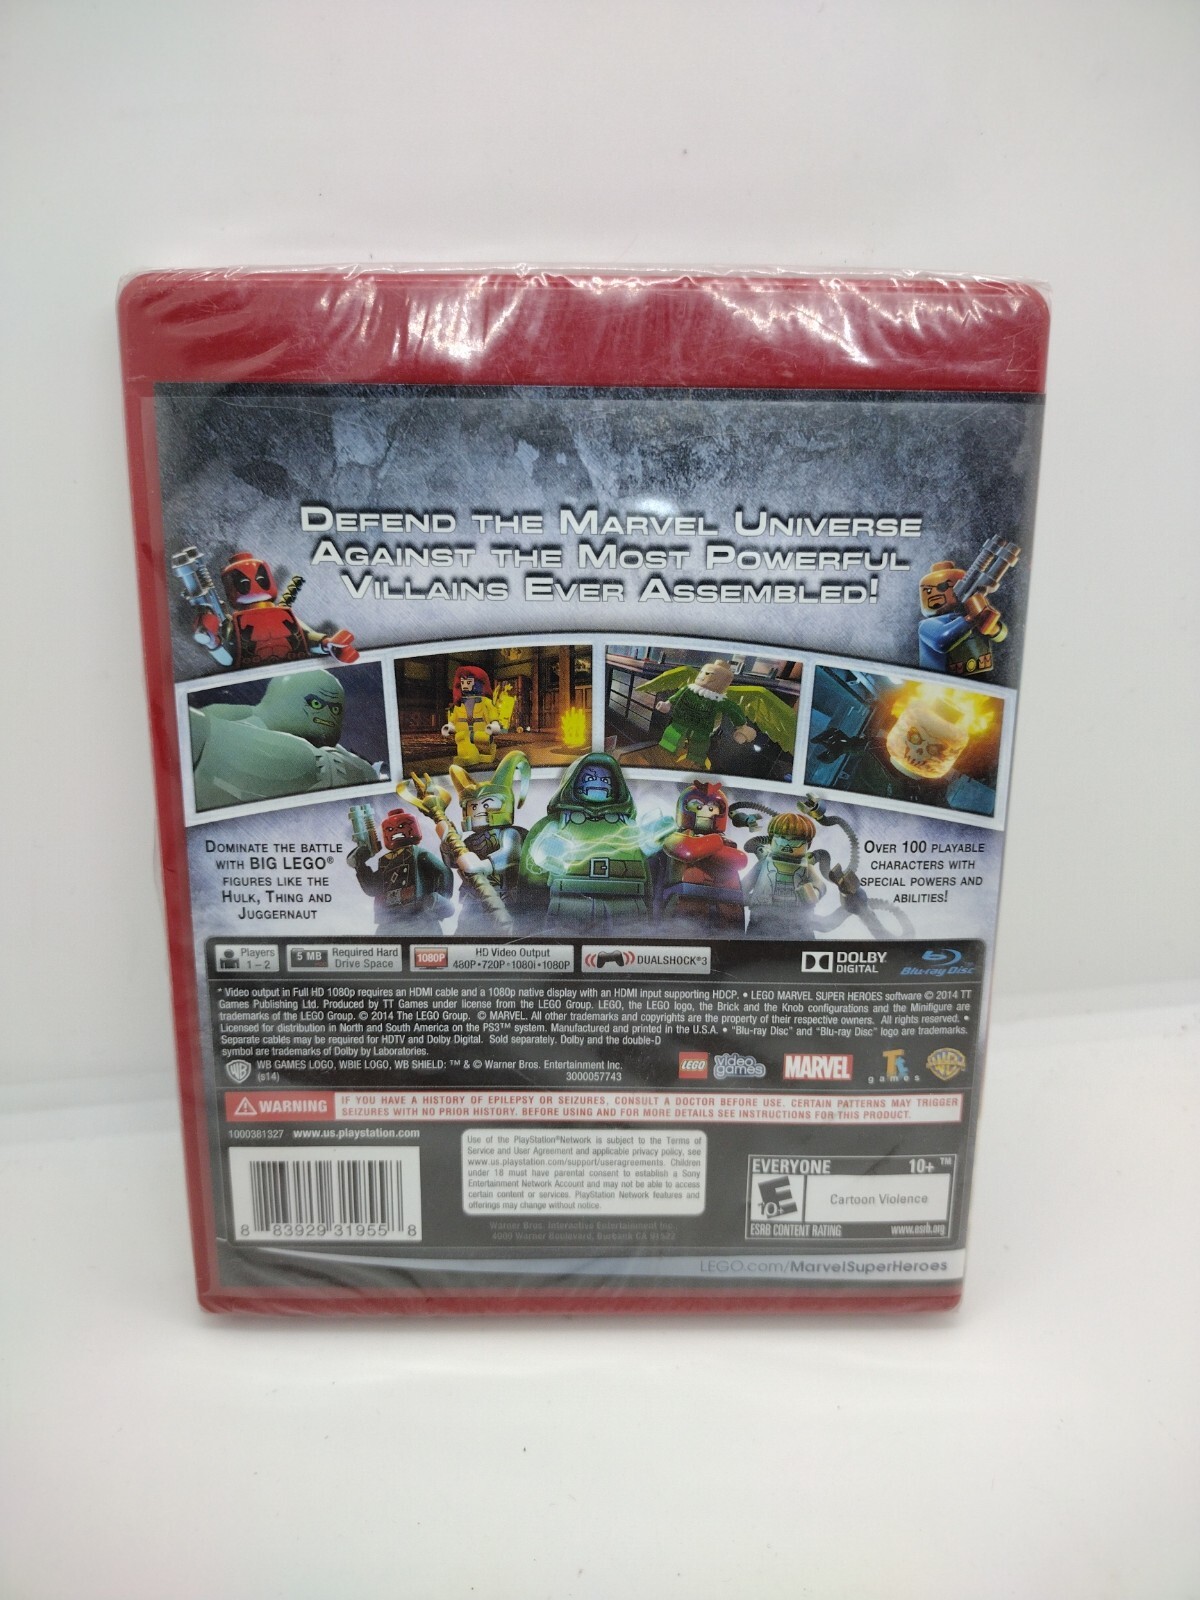 DEFEND THE MARVEL UNIVERSE
AGAINST THE MOST POWERFUL
VILLAINS EVER ASSEMBLED!
DOMINATE THE BATTLE
WITH BIG LEGO®
FIGURES LIKE THE
HULK, THING AND
JUGGERNAUT
OVER 100 PLAYABLE
CHARACTERS WITH
SPECIAL POWERS AND
ABILITIES!
Players
1-2
5 MB
Required Hard
Drive Space
1080P
HD Video Output
480P•720P•1080i•1080P
DUALSHOCK®3
DOLBY
DIGITAL
Blu-ray Disc
* Video output in Full HD 1080p requires an HDMI cable and a 1080p native display with an HDMI input supporting HDCP. • LEGO MARVEL SUPER HEROES software © 2014 TT
Games Publishing Ltd. Produced by TT Games under license from the LEGO Group. LEGO, the LEGO logo, the Brick and the Knob configurations and the Minifigure are
trademarks of the LEGO Group. © 2014 The LEGO Group. © MARVEL. All other trademarks and copyrights are the property of their respective owners. All rights reserved. •
Licensed for distribution in North and South America on the PS3™ system. Manufactured and printed in the U.S.A. • "Blu-ray Disc" and "Blu-ray Disc" logo are trademarks.
Separate cables may be required for HDTV and Dolby Digital. Sold separately. Dolby and the double-D
symbol are trademarks of Dolby Laboratories.
WB GAMES LOGO, WBIE LOGO, WB SHIELD: ™ & © Warner Bros. Entertainment Inc.
(s14)
3000057743
LEGO
video
games
MARVEL
games
WARNING
IF YOU HAVE A HISTORY OF EPILEPSY OR SEIZURES, CONSULT A DOCTOR BEFORE USE. CERTAIN PATTERNS MAY TRIGGER
SEIZURES WITH NO PRIOR HISTORY. BEFORE USING AND FOR MORE DETAILS SEE INSTRUCTIONS FOR THIS PRODUCT.
1000381327 www.us.playstation.com
8 83929 31955 8
Use of the PlayStation®Network is subject to the Terms of
Service and User Agreement and applicable privacy policy, see
www.us.playstation.com/support/useragreements. Children
under 18 must have parental consent to establish a Sony
Entertainment Network Account and may not be able to access
certain content or services. PlayStation Network features and
offerings may change without notice.
Warner Bros. Interactive Entertainment Inc.
4000 Warner Boulevard, Burbank CA 91522
EVERYONE 10+™
E
10+
Cartoon Violence
ESRB CONTENT RATING www.esrb.org
LEGO.com/MarvelSuperHeroes